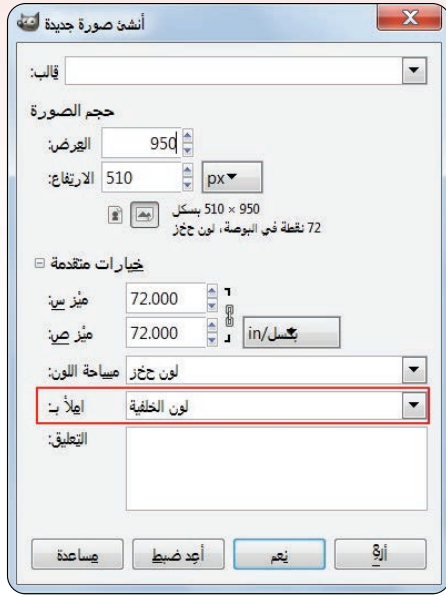 أنشئ صورة جديدة
قالب:
حجم الصورة
العرض: 950
الارتفاع: 510 px
950 × 510 بسكل
72 نقطة في البوصة، لون حخز
خيارات متقدمة
ميْز س: 72.000
ميْز ص: 72.000 بكسل/in
مساحة اللون: لون حخز
املأ بـ: لون الخلفية
التعليق:
مساعدة أعد ضبط نعم ألغ